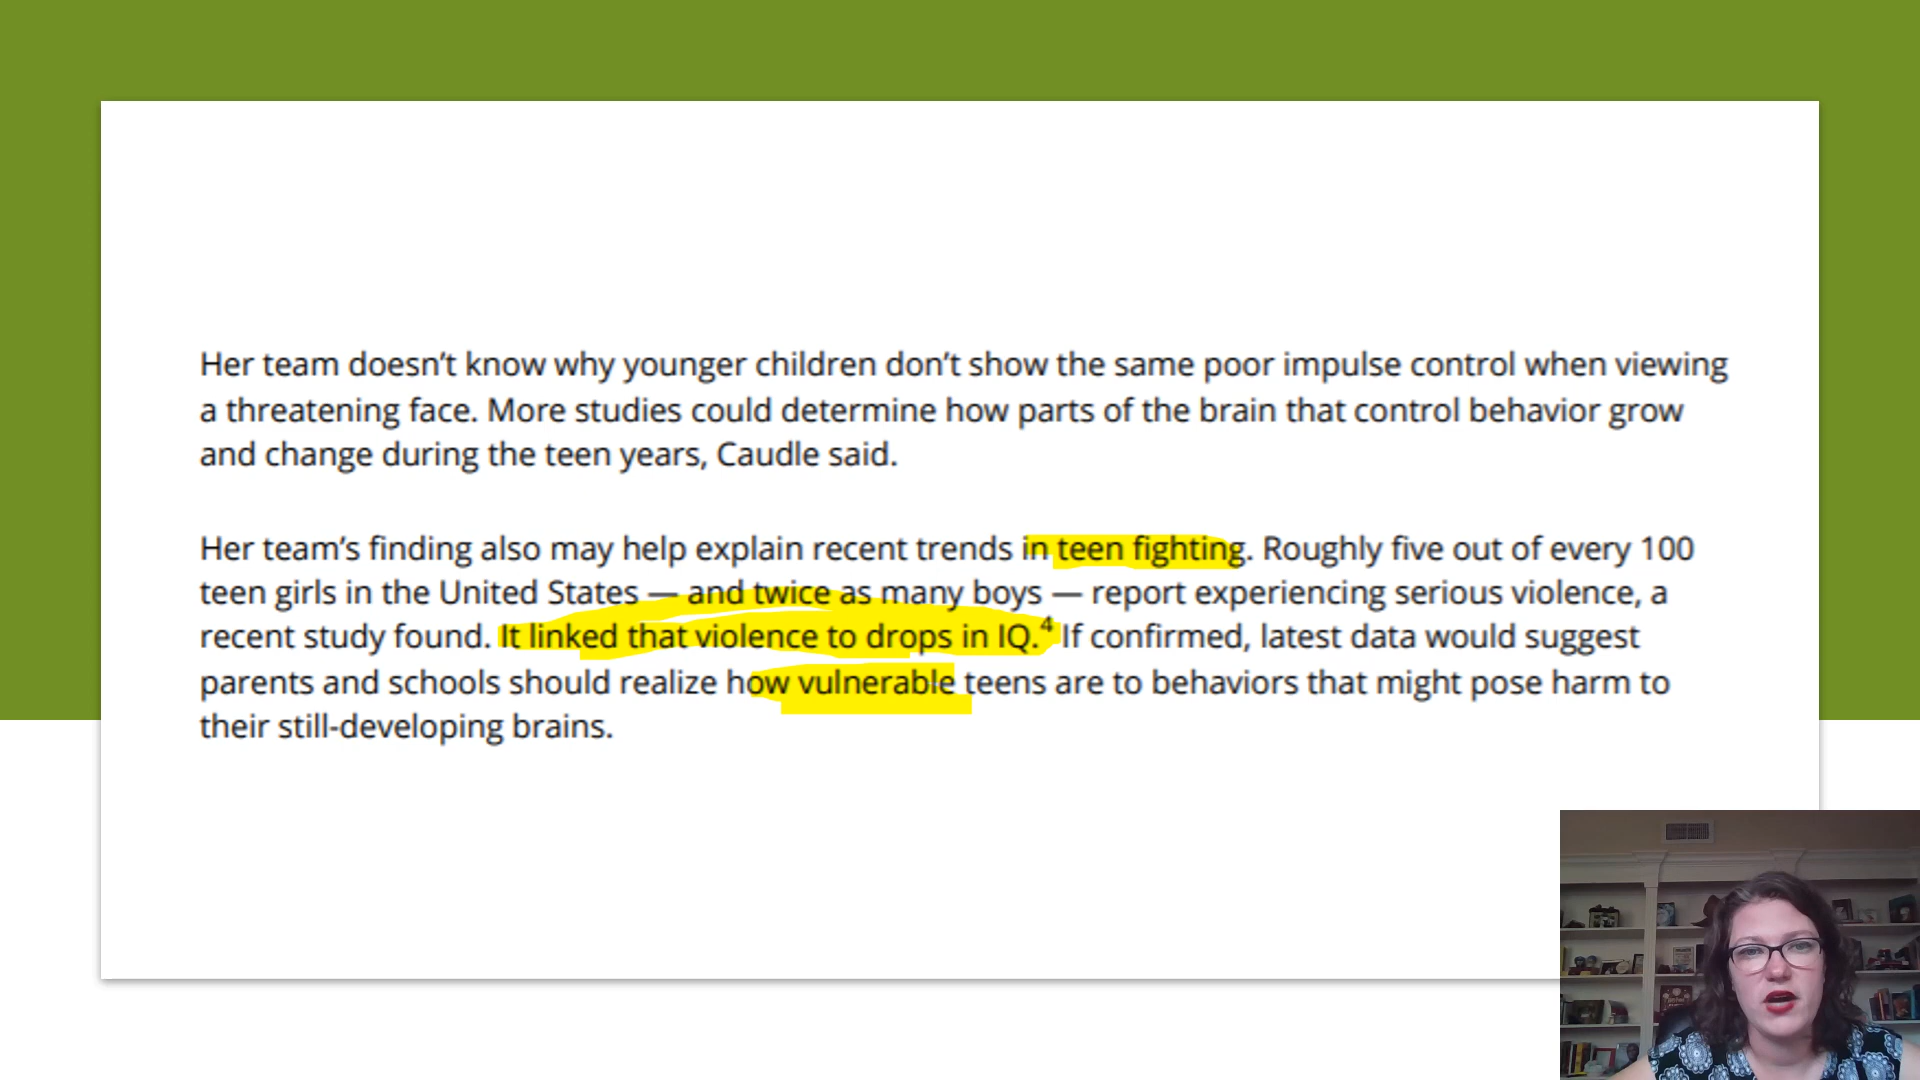 Her team doesn’t know why younger children don’t show the same poor impulse control when viewing
a threatening face. More studies could determine how parts of the brain that control behavior grow
and change during the teen years, Caudle said.
Her team’s finding also may help explain recent trends in teen fighting. Roughly five out of every 100
teen girls in the United States — and twice as many boys — report experiencing serious violence, a
recent study found. It linked that violence to drops in IQ.⁴ If confirmed, latest data would suggest
parents and schools should realize how vulnerable teens are to behaviors that might pose harm to
their still-developing brains.